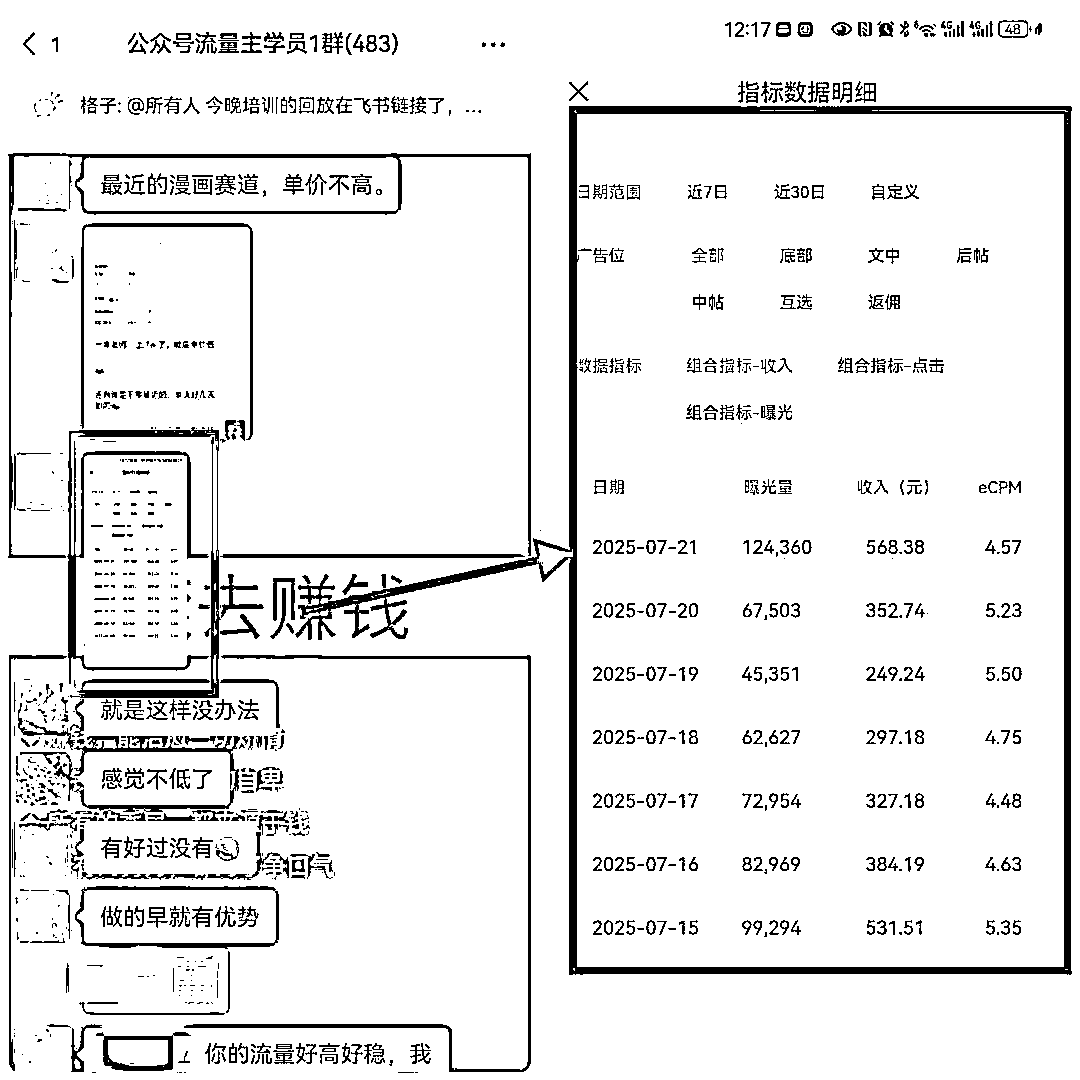 1
公众号流量主学员1群(483)
格子: @所有人 今晚培训的回放在飞书链接了，...
最近的漫画赛道，单价不高。
去赚钱
就是这样没办法
感觉不低了
有好过没有
做的早就有优势
你的流量好高好稳，我
12:17
48
指标数据明细
日期范围 近7日 近30日 自定义
广告位 全部 底部 文中 后帖
中帖 互选 返佣
数据指标 组合指标-收入 组合指标-点击
组合指标-曝光
日期 曝光量 收入（元） eCPM
2025-07-21 124,360 568.38 4.57
2025-07-20 67,503 352.74 5.23
2025-07-19 45,351 249.24 5.50
2025-07-18 62,627 297.18 4.75
2025-07-17 72,954 327.18 4.48
2025-07-16 82,969 384.19 4.63
2025-07-15 99,294 531.51 5.35